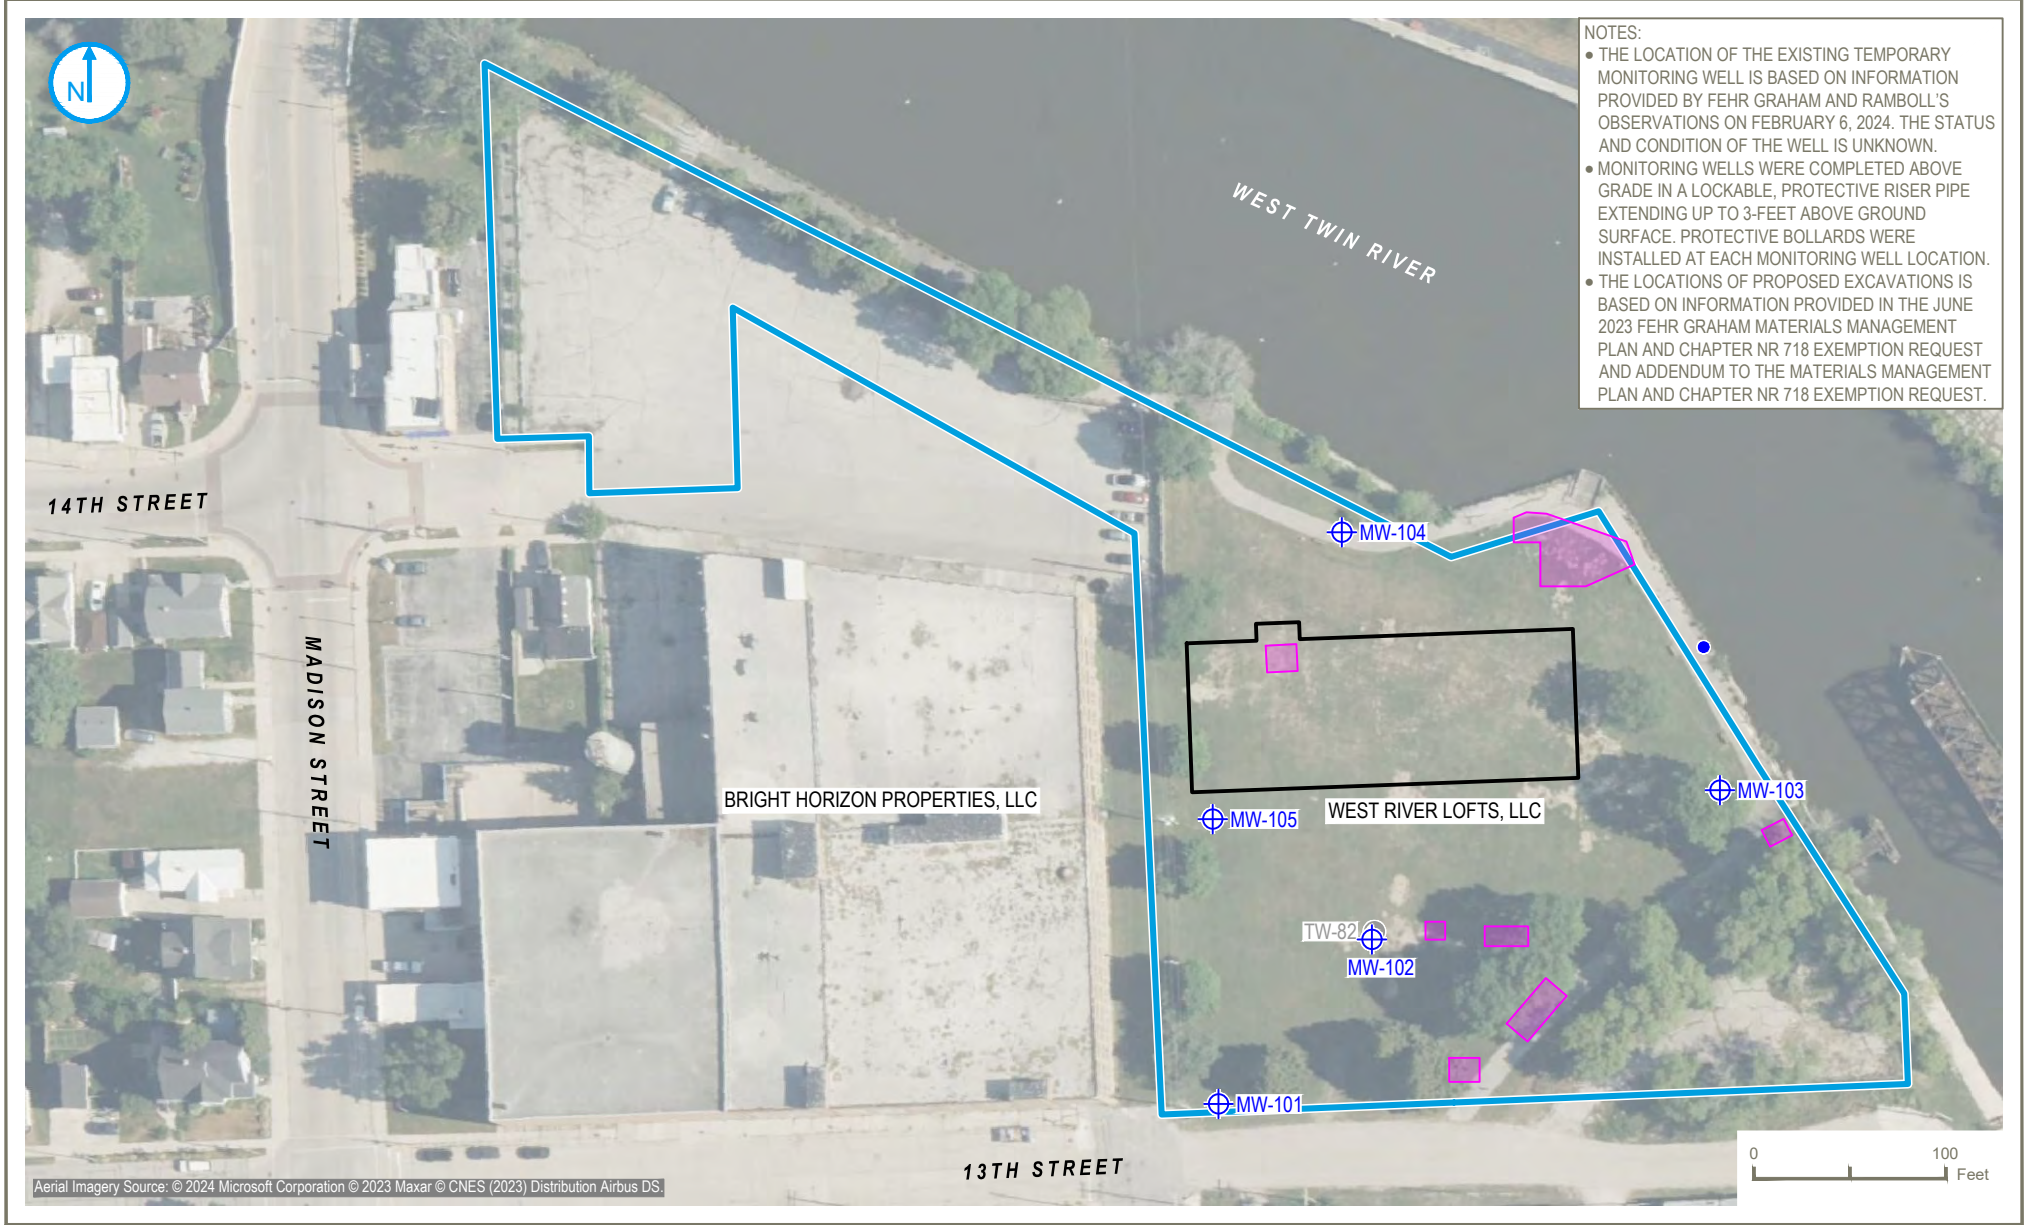 N
NOTES:
• THE LOCATION OF THE EXISTING TEMPORARY
MONITORING WELL IS BASED ON INFORMATION
PROVIDED BY FEHR GRAHAM AND RAMBOLL'S
OBSERVATIONS ON FEBRUARY 6, 2024. THE STATUS
AND CONDITION OF THE WELL IS UNKNOWN.
• MONITORING WELLS WERE COMPLETED ABOVE
GRADE IN A LOCKABLE, PROTECTIVE RISER PIPE
EXTENDING UP TO 3-FEET ABOVE GROUND
SURFACE. PROTECTIVE BOLLARDS WERE
INSTALLED AT EACH MONITORING WELL LOCATION.
• THE LOCATIONS OF PROPOSED EXCAVATIONS IS
BASED ON INFORMATION PROVIDED IN THE JUNE
2023 FEHR GRAHAM MATERIALS MANAGEMENT
PLAN AND CHAPTER NR 718 EXEMPTION REQUEST
AND ADDENDUM TO THE MATERIALS MANAGEMENT
PLAN AND CHAPTER NR 718 EXEMPTION REQUEST.
WEST TWIN RIVER
14TH STREET
MW-104
MADISON STREET
BRIGHT HORIZON PROPERTIES, LLC
MW-103
WEST RIVER LOFTS, LLC
MW-105
TW-82
MW-102
MW-101
13TH STREET
0 100
Feet
Aerial Imagery Source: © 2024 Microsoft Corporation © 2023 Maxar © CNES (2023) Distribution Airbus DS.